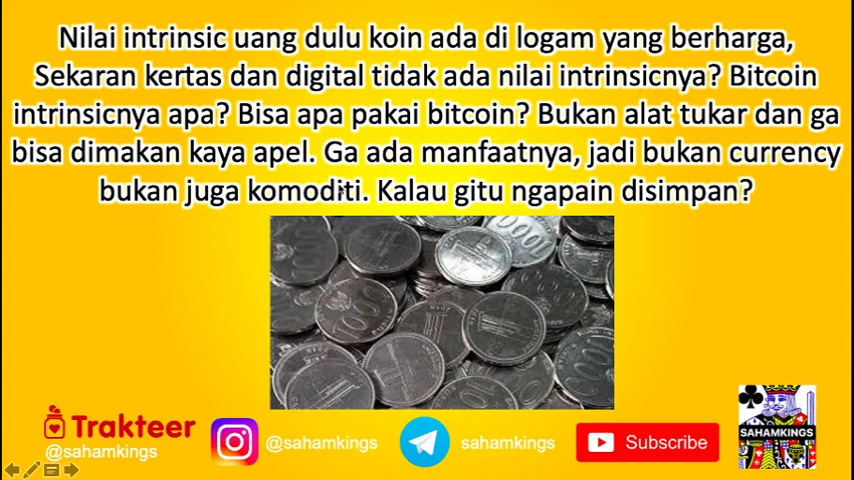 Nilai intrinsic uang dulu koin ada di logam yang berharga,
Sekaran kertas dan digital tidak ada nilai intrinsicnya? Bitcoin
intrinsicnya apa? Bisa apa pakai bitcoin? Bukan alat tukar dan ga
bisa dimakan kaya apel. Ga ada manfaatnya, jadi bukan currency
bukan juga komoditi. Kalau gitu ngapain disimpan?
Trakteer
@sahamkings
@sahamkings
sahamkings
Subscribe
SAHAMKINGS